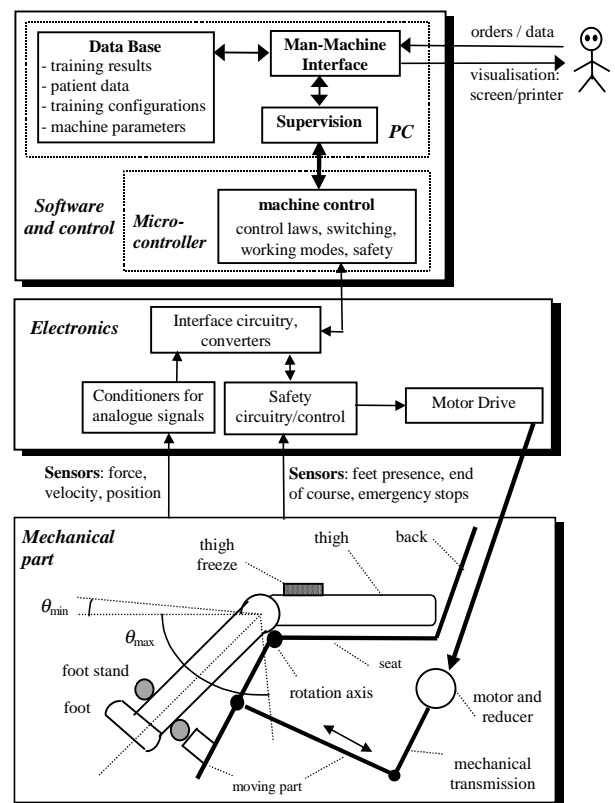 Data Base
- training results
- patient data
- training configurations
- machine parameters
Man-Machine
Interface
orders / data
visualisation:
screen/printer
Supervision
PC
Software
and control
Micro-
controller
machine control
control laws, switching,
working modes, safety
Electronics
Interface circuitry,
converters
Conditioners for
analogue signals
Safety
circuitry/control
Motor Drive
Sensors: force,
velocity, position
Sensors: feet presence, end
of course, emergency stops
Mechanical
part
thigh
freeze
thigh
back
θmin
θmax
foot stand
foot
seat
rotation axis
motor and
reducer
moving part
mechanical
transmission